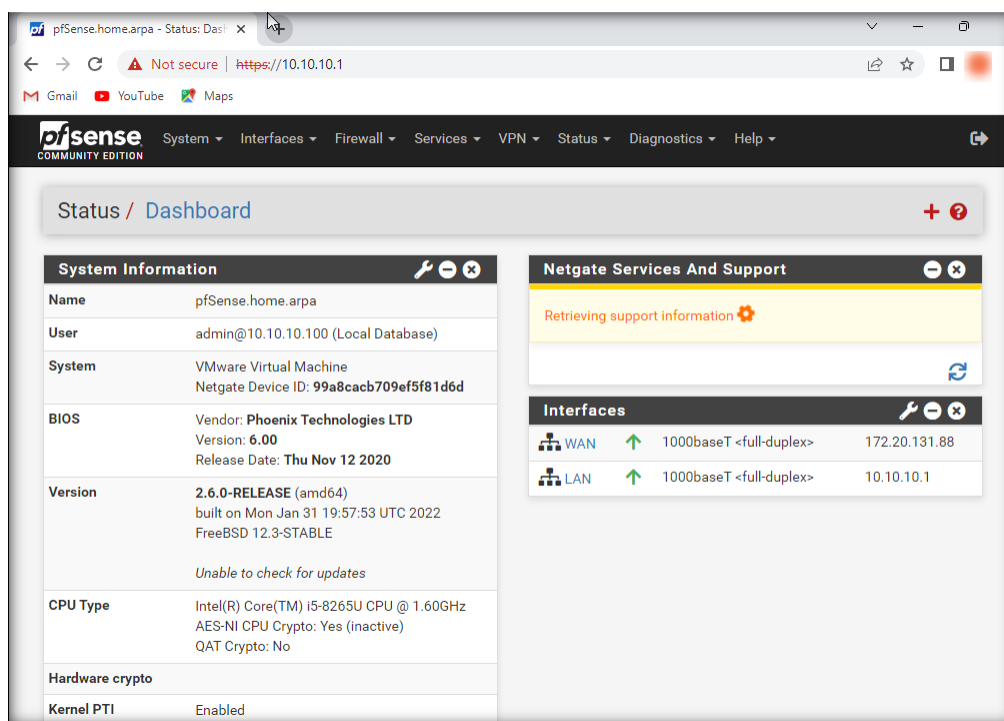 pfSense.home.arpa - Status: Dash
Not secure | https://10.10.10.1
Gmail YouTube Maps
pfsense System Interfaces Firewall Services VPN Status Diagnostics Help
COMMUNITY EDITION
Status / Dashboard
System Information
Name pfSense.home.arpa
User admin@10.10.10.100 (Local Database)
System VMware Virtual Machine
Netgate Device ID: 99a8cacb709ef5f81d6d
BIOS Vendor: Phoenix Technologies LTD
Version: 6.00
Release Date: Thu Nov 12 2020
Version 2.6.0-RELEASE (amd64)
built on Mon Jan 31 19:57:53 UTC 2022
FreeBSD 12.3-STABLE
Unable to check for updates
CPU Type Intel(R) Core(TM) i5-8265U CPU @ 1.60GHz
AES-NI CPU Crypto: Yes (inactive)
QAT Crypto: No
Hardware crypto
Kernel PTI Enabled
Netgate Services And Support
Retrieving support information
Interfaces
WAN 1000baseT <full-duplex> 172.20.131.88
LAN 1000baseT <full-duplex> 10.10.10.1